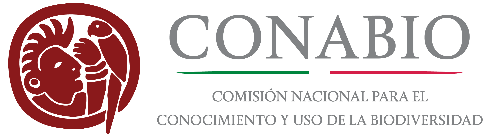 CONABIO
COMISIÓN NACIONAL PARA EL
CONOCIMIENTO Y USO DE LA BIODIVERSIDAD